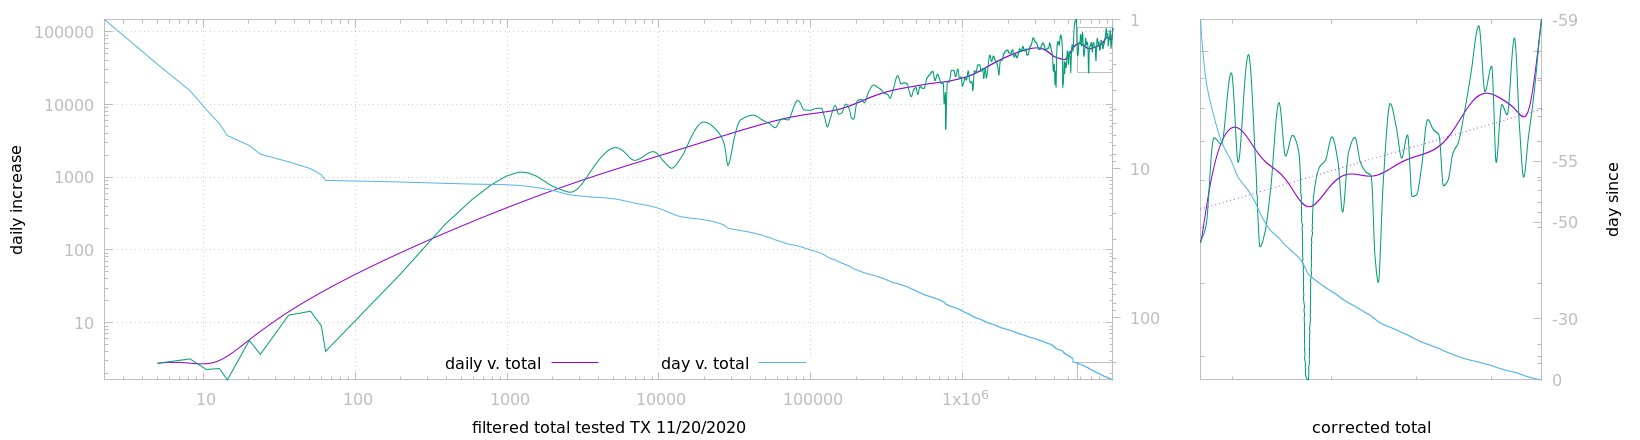 daily increase
100000
10000
1000
100
10
10
100
1000
10000
100000
1x10^6
1
10
100
daily v. total
day v. total
filtered total tested TX 11/20/2020
-59
-55
-50
-30
0
day since
corrected total